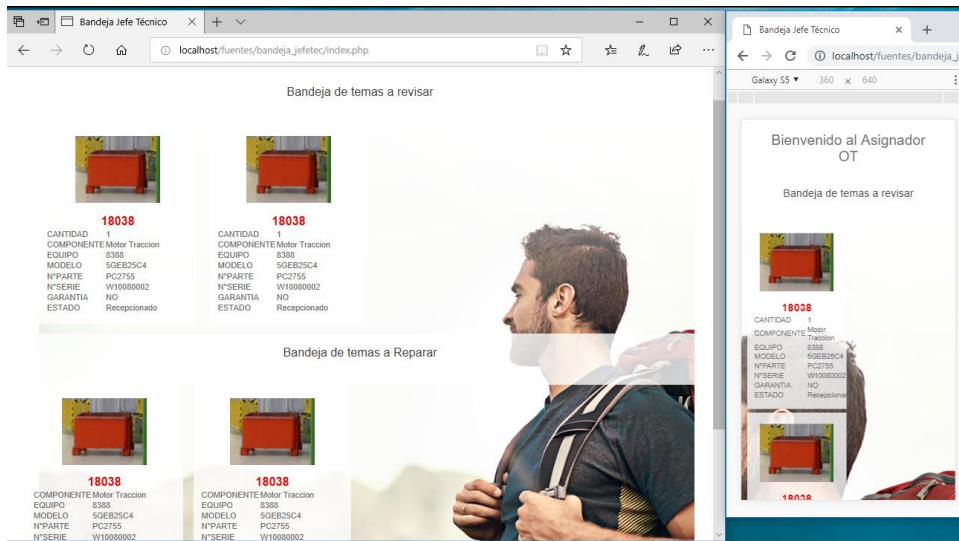 Bandeja Jefe Técnico
localhost/fuentes/bandeja_jefetec/index.php
Bandeja de temas a revisar
18038
CANTIDAD 1
COMPONENTE Motor Traccion
EQUIPO 8388
MODELO 5GEB25C4
N°PARTE PC2755
N°SERIE W10080002
GARANTIA NO
ESTADO Recepcionado
18038
CANTIDAD 1
COMPONENTE Motor Traccion
EQUIPO 8388
MODELO 5GEB25C4
N°PARTE PC2755
N°SERIE W10080002
GARANTIA NO
ESTADO Recepcionado
Bandeja de temas a Reparar
18038
COMPONENTE Motor Traccion
EQUIPO 8388
MODELO 5GEB25C4
N°PARTE PC2755
N°SERIE W10080002
18038
COMPONENTE Motor Traccion
EQUIPO 8388
MODELO 5GEB25C4
N°PARTE PC2755
N°SERIE W10080002
Bandeja Jefe Técnico
localhost/fuentes/bandeja_j
Galaxy S5 ▼ 360 x 640
Bienvenido al Asignador
OT
Bandeja de temas a revisar
18038
CANTIDAD 1
COMPONENTE Motor
Traccion
EQUIPO 8388
MODELO 5GEB25C4
N°PARTE PC2755
N°SERIE W10080002
GARANTIA NO
ESTADO Recepciona
18038